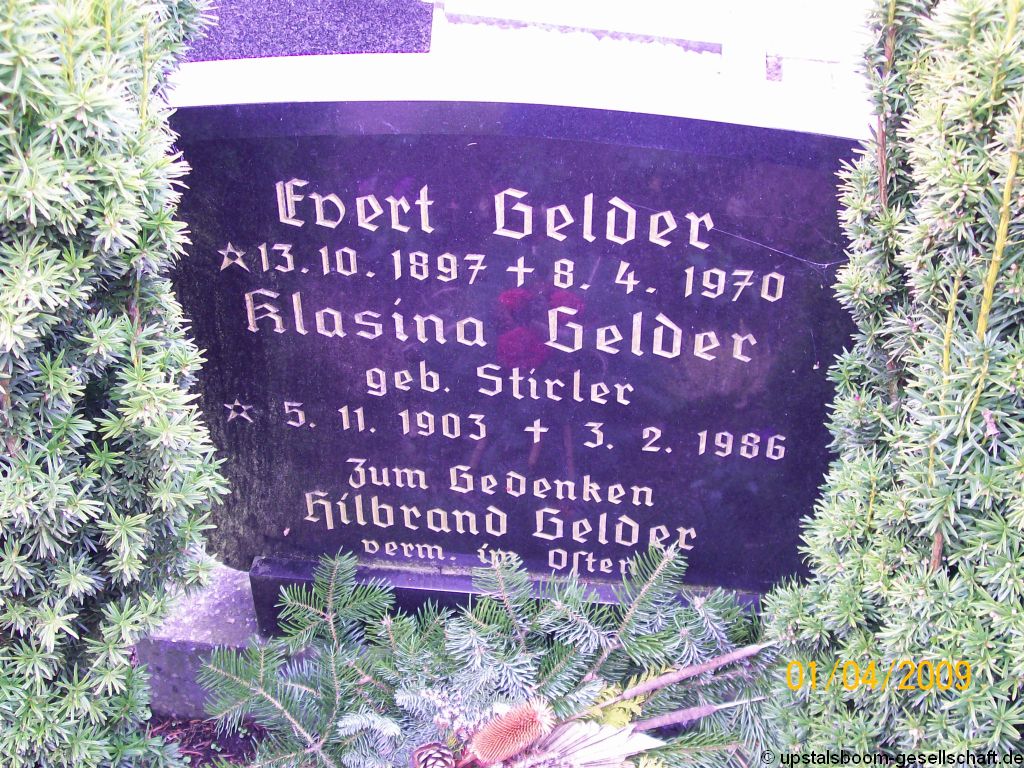 Evert Gelder
☆13.10.1897 + 8.4.1970
Klasina Gelder
geb. Stirler
☆ 5.11.1903 + 3.2.1986
Zum Gedenken
Hilbrand Gelder
verm. im Osten
01/04/2009
© upstalsboom-gesellschaft.de